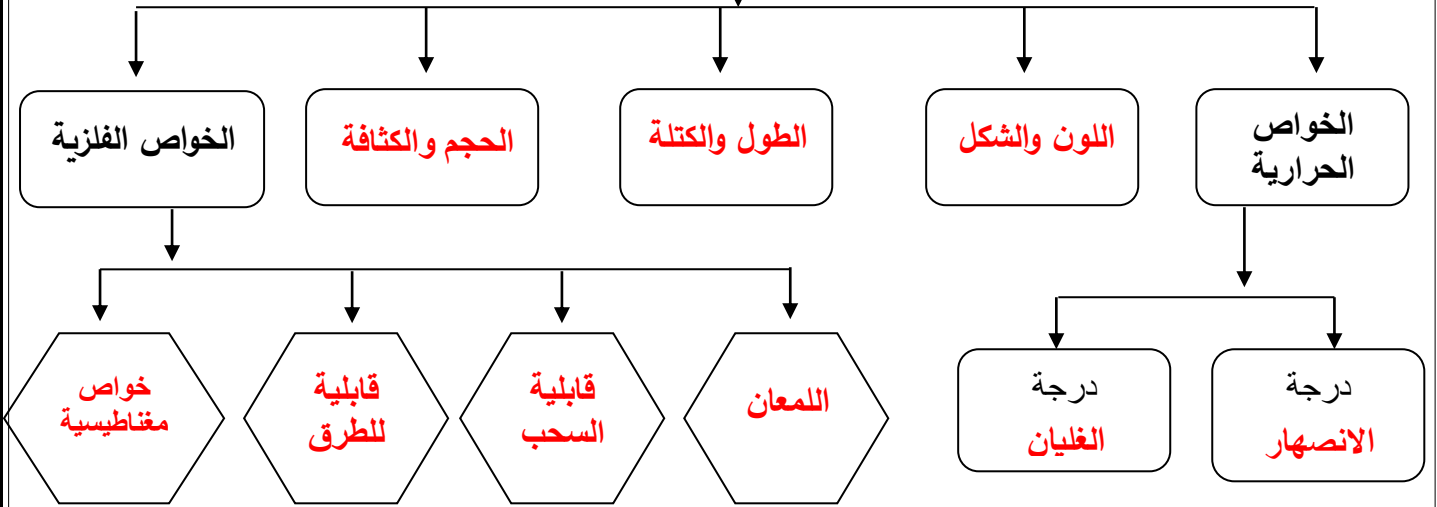 الخواص
الحرارية
اللون والشكل
الطول والكتلة
الحجم والكثافة
الخواص الفلزية
درجة
الانصهار
درجة
الغليان
اللمعان
قابلية
السحب
قابلية
للطرق
خواص
مغناطيسية